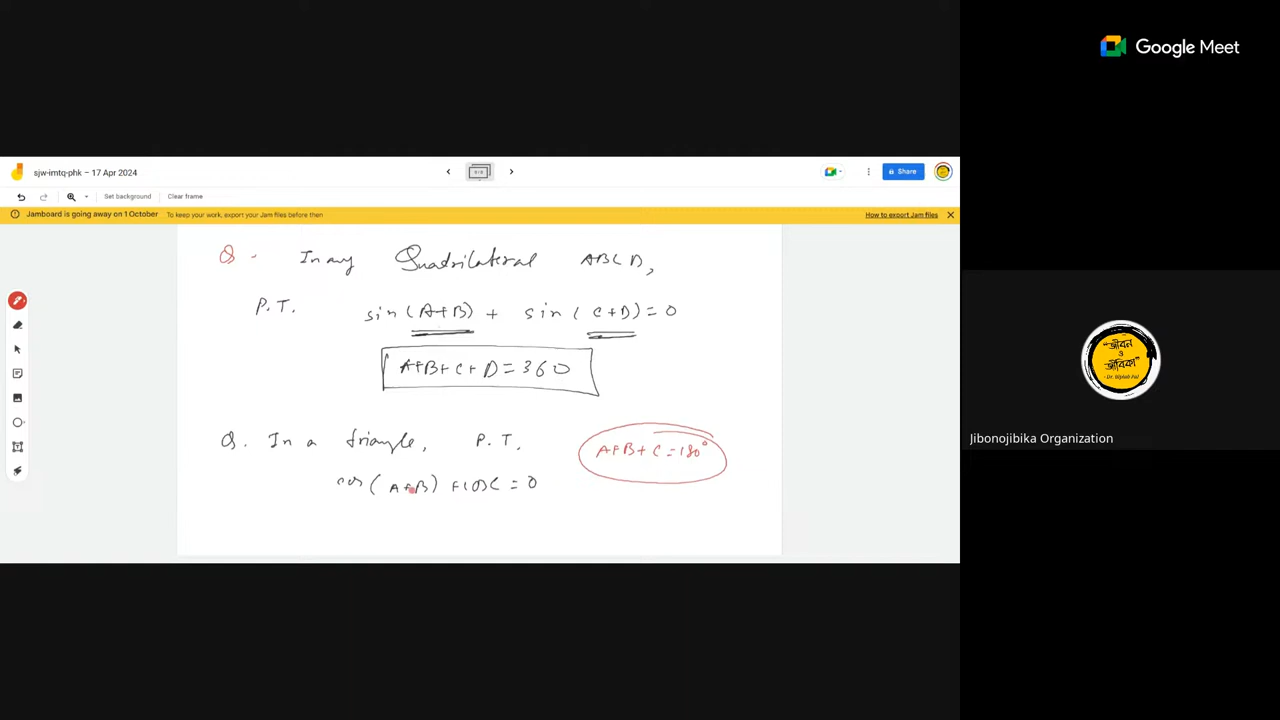 Google Meet
sjw-imtq-phk – 17 Apr 2024
Share
Set background
Clear frame
Jamboard is going away on 1 October
To keep your work, export your Jam files before then
How to export Jam files
Q. In any Quadrilateral ABCD,
P.T. sin(A+B) + sin(C+D)=0
A+B+C+D=360
Q. In a triangle, P.T.
A+B+C=180°
cos(A+B)+cosC=0
"জীবন
ও
জীবিকা"
Jibonojibika Organization